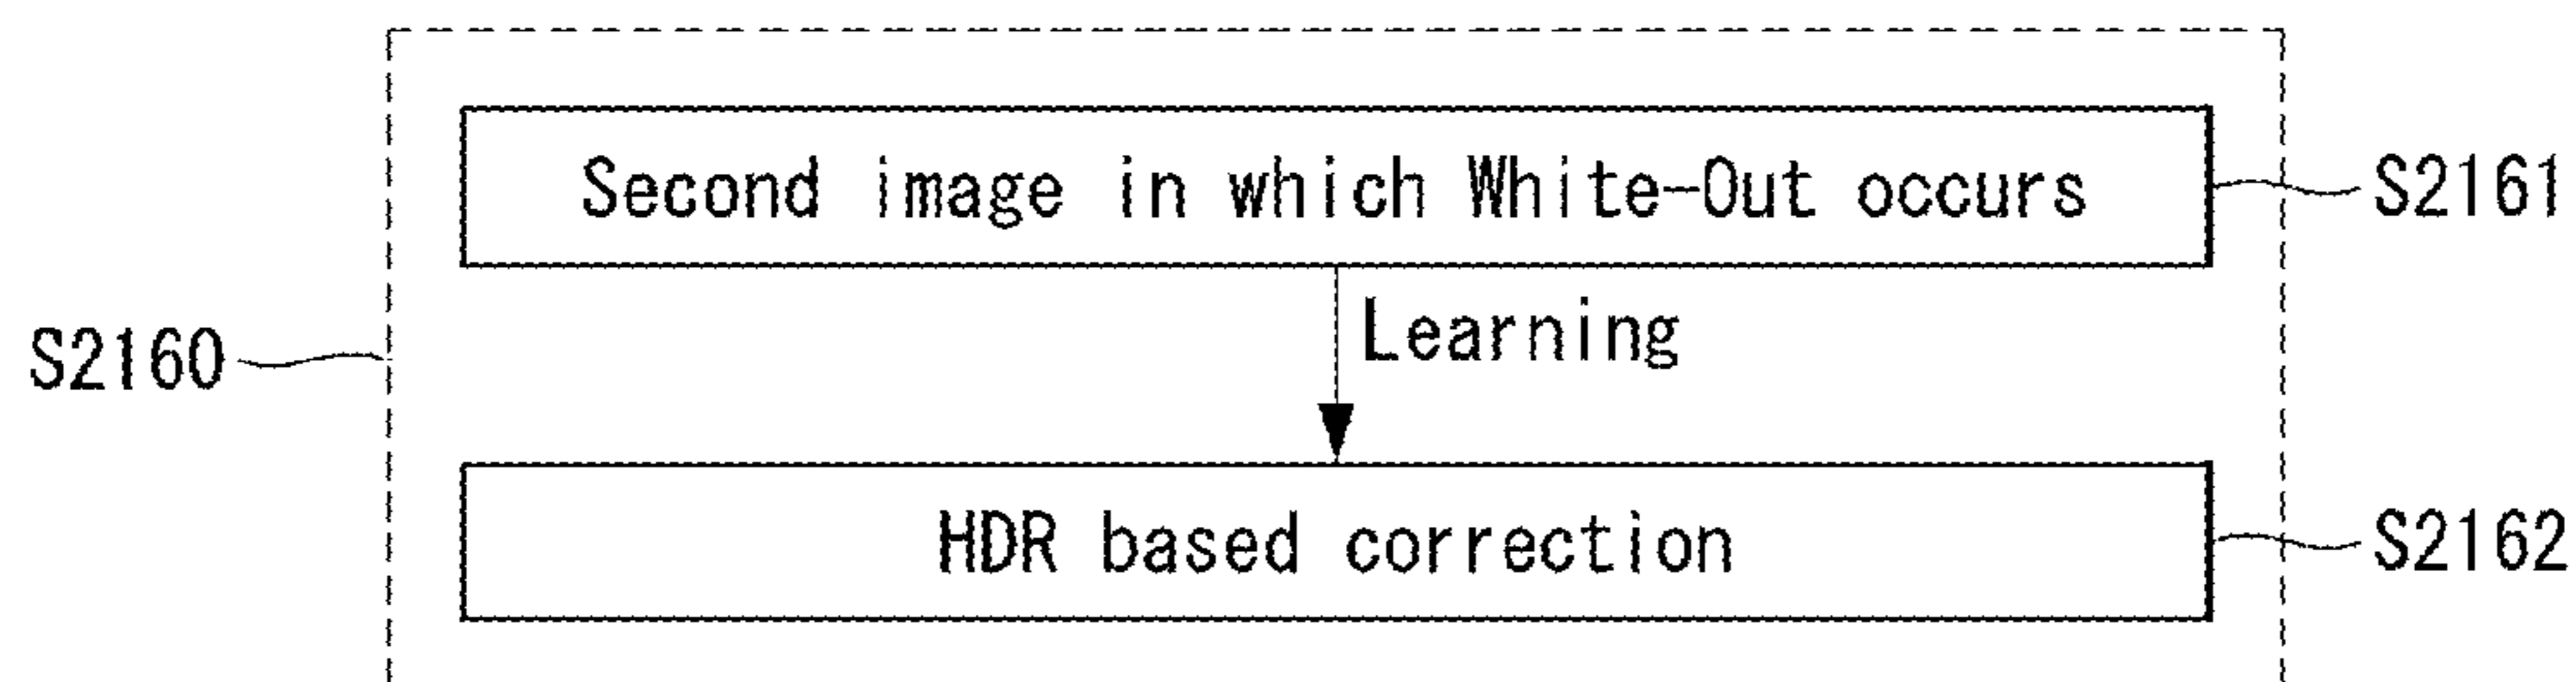 Second image in which White-Out occurs
S2161
Learning
S2160
HDR based correction
S2162